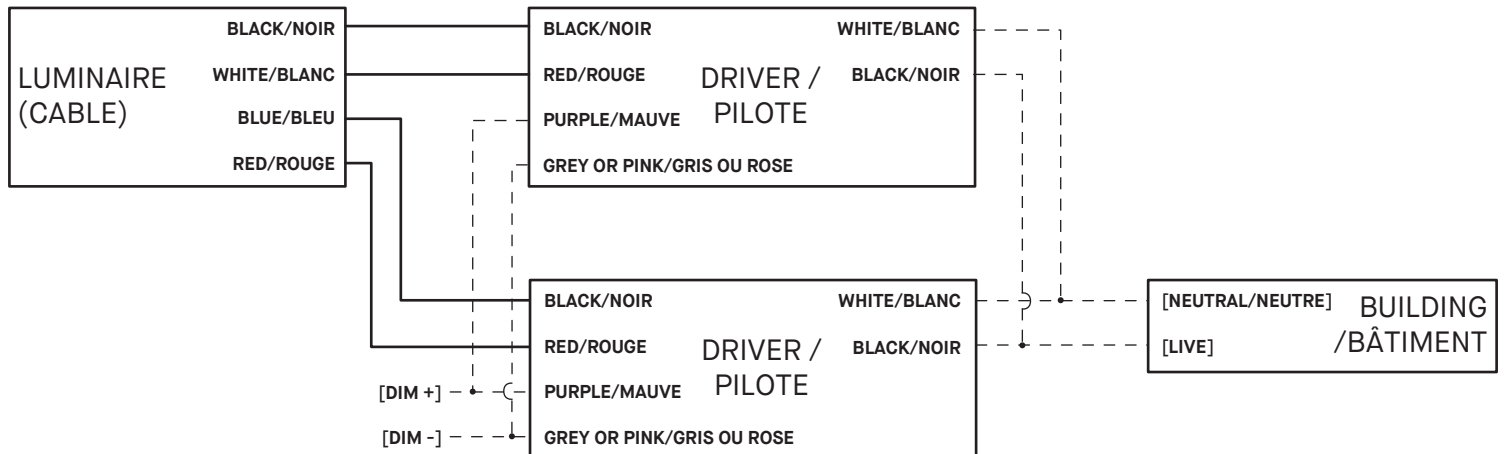 LUMINAIRE
(CABLE)
BLACK/NOIR
WHITE/BLANC
BLUE/BLEU
RED/ROUGE
BLACK/NOIR
RED/ROUGE
PURPLE/MAUVE
GREY OR PINK/GRIS OU ROSE
DRIVER /
PILOTE
WHITE/BLANC
BLACK/NOIR
BLACK/NOIR
RED/ROUGE
PURPLE/MAUVE
GREY OR PINK/GRIS OU ROSE
DRIVER /
PILOTE
WHITE/BLANC
BLACK/NOIR
[DIM +]
[DIM -]
[NEUTRAL/NEUTRE]
[LIVE]
BUILDING
/BÂTIMENT